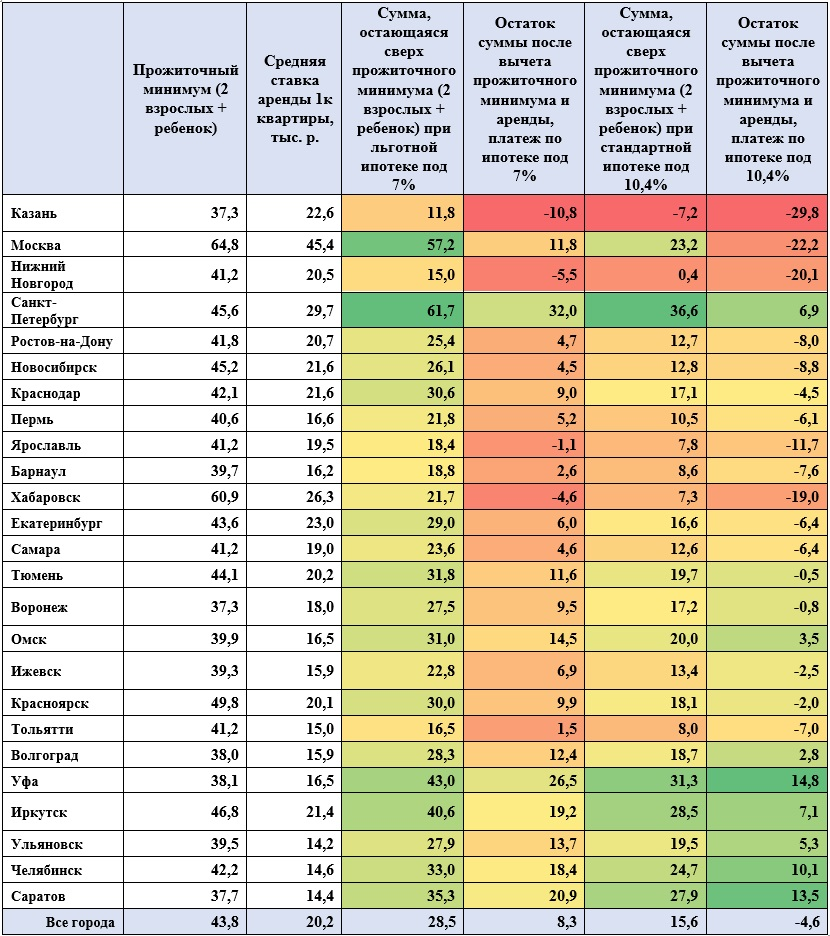 Прожиточный минимум (2 взрослых + ребенок)
Средняя ставка аренды 1к квартиры, тыс. р.
Сумма, остающаяся сверх прожиточного минимума (2 взрослых + ребенок) при льготной ипотеке под 7%
Остаток суммы после вычета прожиточного минимума и аренды, платеж по ипотеке под 7%
Сумма, остающаяся сверх прожиточного минимума (2 взрослых + ребенок) при стандартной ипотеке под 10,4%
Остаток суммы после вычета прожиточного минимума и аренды, платеж по ипотеке под 10,4%
Казань 37,3 22,6 11,8 -10,8 -7,2 -29,8
Москва 64,8 45,4 57,2 11,8 23,2 -22,2
Нижний Новгород 41,2 20,5 15,0 -5,5 0,4 -20,1
Санкт-Петербург 45,6 29,7 61,7 32,0 36,6 6,9
Ростов-на-Дону 41,8 20,7 25,4 4,7 12,7 -8,0
Новосибирск 45,2 21,6 26,1 4,5 12,8 -8,8
Краснодар 42,1 21,6 30,6 9,0 17,1 -4,5
Пермь 40,6 16,6 21,8 5,2 10,5 -6,1
Ярославль 41,2 19,5 18,4 -1,1 7,8 -11,7
Барнаул 39,7 16,2 18,8 2,6 8,6 -7,6
Хабаровск 60,9 26,3 21,7 -4,6 7,3 -19,0
Екатеринбург 43,6 23,0 29,0 6,0 16,6 -6,4
Самара 41,2 19,0 23,6 4,6 12,6 -6,4
Тюмень 44,1 20,2 31,8 11,6 19,7 -0,5
Воронеж 37,3 18,0 27,5 9,5 17,2 -0,8
Омск 39,9 16,5 31,0 14,5 20,0 3,5
Ижевск 39,3 15,9 22,8 6,9 13,4 -2,5
Красноярск 49,8 20,1 30,0 9,9 18,1 -2,0
Тольятти 41,2 15,0 16,5 1,5 8,0 -7,0
Волгоград 38,0 15,9 28,3 12,4 18,7 2,8
Уфа 38,1 16,5 43,0 26,5 31,3 14,8
Иркутск 46,8 21,4 40,6 19,2 28,5 7,1
Ульяновск 39,5 14,2 27,9 13,7 19,5 5,3
Челябинск 42,2 14,6 33,0 18,4 24,7 10,1
Саратов 37,7 14,4 35,3 20,9 27,9 13,5
Все города 43,8 20,2 28,5 8,3 15,6 -4,6